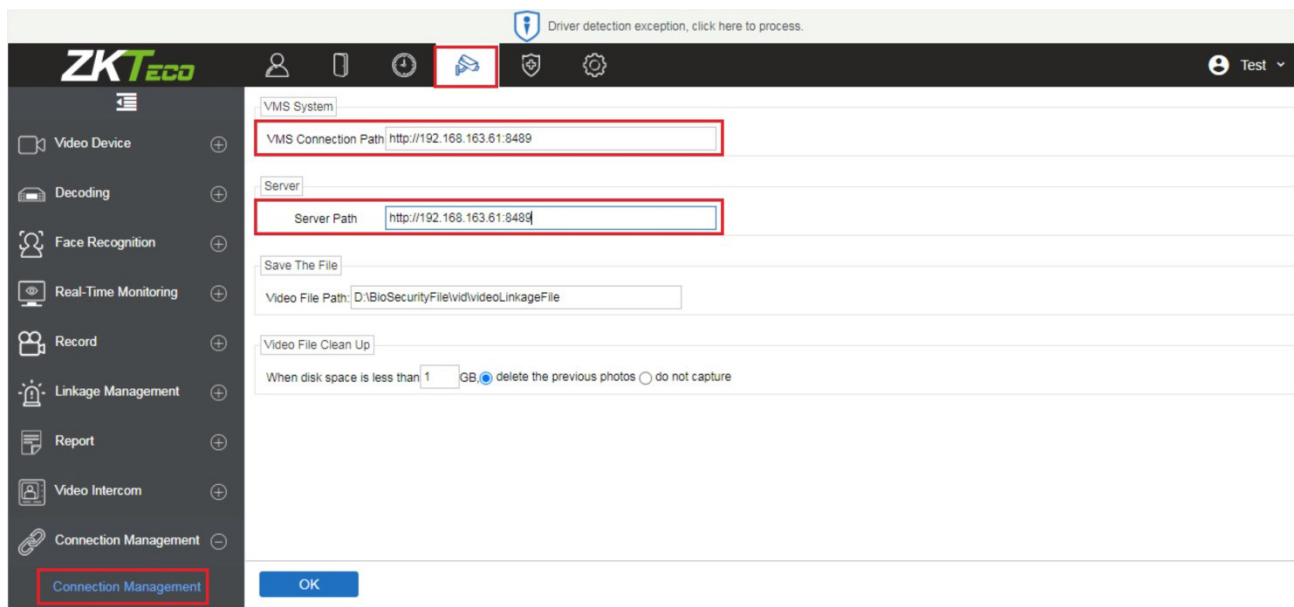 Driver detection exception, click here to process.
ZKTECO
Test
VMS System
VMS Connection Path http://192.168.163.61:8489
Server
Server Path http://192.168.163.61:8489
Save The File
Video File Path: D:\BioSecurityFile\vid\videoLinkageFile
Video File Clean Up
When disk space is less than 1 GB, delete the previous photos do not capture
Video Device
Decoding
Face Recognition
Real-Time Monitoring
Record
Linkage Management
Report
Video Intercom
Connection Management
Connection Management
OK